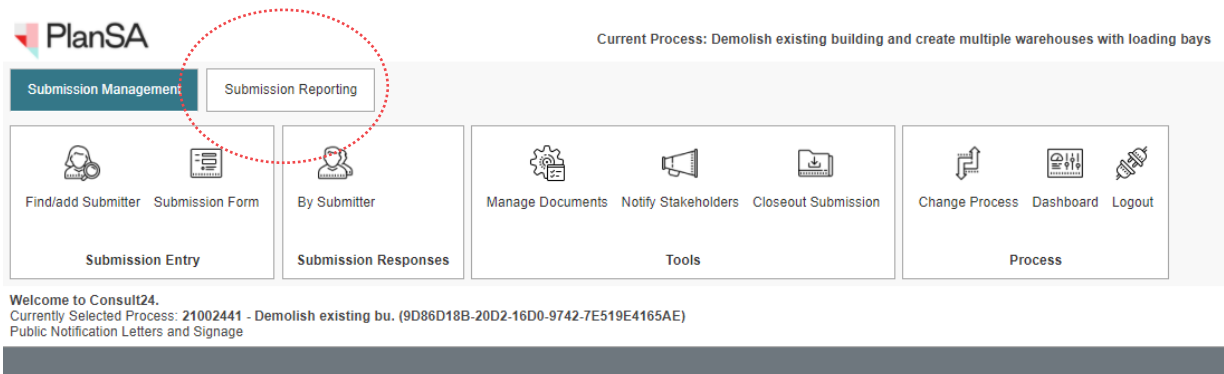 PlanSA
Current Process: Demolish existing building and create multiple warehouses with loading bays
Submission Management
Submission Reporting
Find/add Submitter
Submission Form
Submission Entry
By Submitter
Submission Responses
Manage Documents
Notify Stakeholders
Closeout Submission
Tools
Change Process
Dashboard
Logout
Process
Welcome to Consult24.
Currently Selected Process: 21002441 - Demolish existing bu. (9D86D18B-20D2-16D0-9742-7E519E4165AE)
Public Notification Letters and Signage